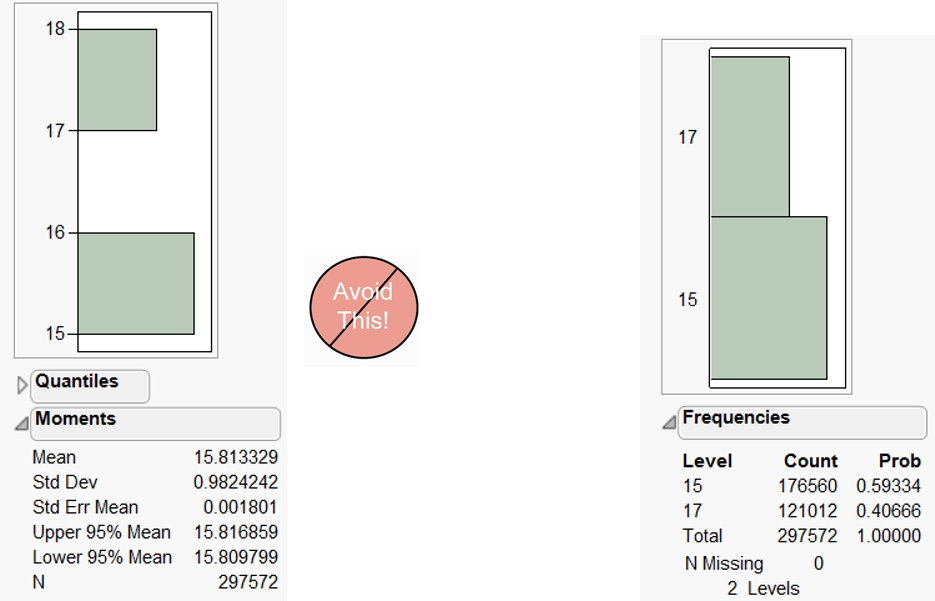 18
17
16
15
Quantiles
Moments
Mean 15.813329
Std Dev 0.9824242
Std Err Mean 0.001801
Upper 95% Mean 15.816859
Lower 95% Mean 15.809799
N 297572
Avoid
This!
17
15
Frequencies
Level Count Prob
15 176560 0.59334
17 121012 0.40666
Total 297572 1.00000
N Missing 0
2 Levels